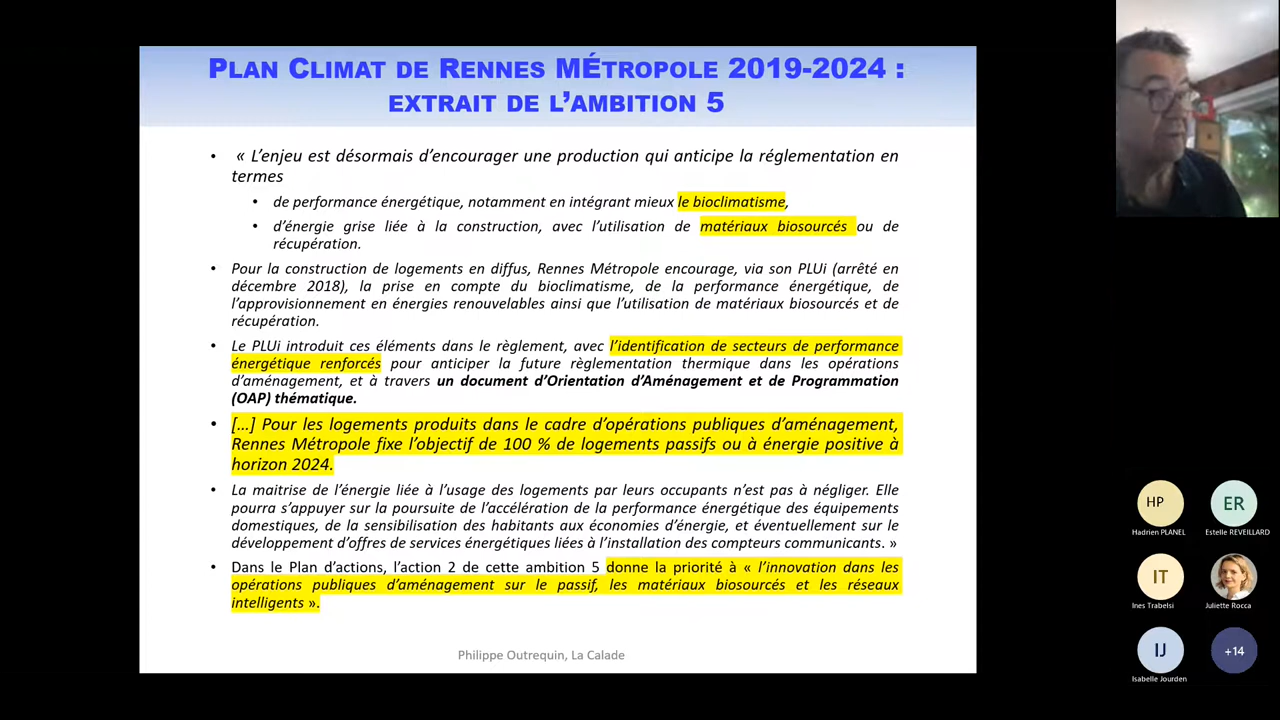 PLAN CLIMAT DE RENNES MÉTROPOLE 2019-2024 :
EXTRAIT DE L'AMBITION 5
• « L'enjeu est désormais d'encourager une production qui anticipe la réglementation en
termes
• de performance énergétique, notamment en intégrant mieux le bioclimatisme,
• d'énergie grise liée à la construction, avec l'utilisation de matériaux biosourcés ou de
récupération.
• Pour la construction de logements en diffus, Rennes Métropole encourage, via son PLUi (arrêté en
décembre 2018), la prise en compte du bioclimatisme, de la performance énergétique, de
l'approvisionnement en énergies renouvelables ainsi que l'utilisation de matériaux biosourcés et de
récupération.
• Le PLUi introduit ces éléments dans le règlement, avec l'identification de secteurs de performance
énergétique renforcés pour anticiper la future règlementation thermique dans les opérations
d'aménagement, et à travers un document d'Orientation d'Aménagement et de Programmation
(OAP) thématique.
• [...] Pour les logements produits dans le cadre d'opérations publiques d'aménagement,
Rennes Métropole fixe l'objectif de 100 % de logements passifs ou à énergie positive à
horizon 2024.
• La maitrise de l'énergie liée à l'usage des logements par leurs occupants n'est pas à négliger. Elle
pourra s'appuyer sur la poursuite de l'accélération de la performance énergétique des équipements
domestiques, de la sensibilisation des habitants aux économies d'énergie, et éventuellement sur le
développement d'offres de services énergétiques liées à l'installation des compteurs communicants. »
• Dans le Plan d'actions, l'action 2 de cette ambition 5 donne la priorité à « l'innovation dans les
opérations publiques d'aménagement sur le passif, les matériaux biosourcés et les réseaux
intelligents ».
Philippe Outrequin, La Calade
HP
ER
Hadrien PLANEL
Estelle REVEILLARD
IT
Ines Trabelsi
Juliette Rocca
IJ
+14
Isabelle Jourden